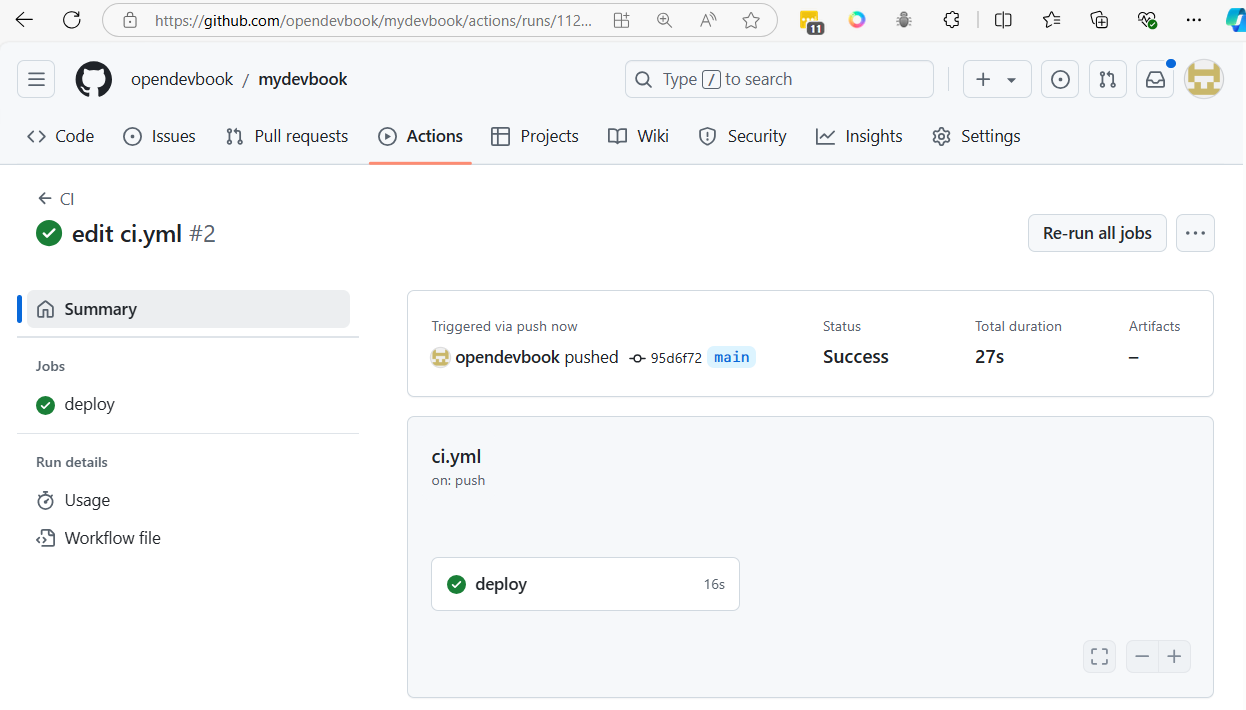 https://github.com/opendevbook/mydevbook/actions/runs/112...
11
opendevbook / mydevbook
Type / to search
Code Issues Pull requests Actions Projects Wiki Security Insights Settings
CI
edit ci.yml #2
Re-run all jobs
Summary
Jobs
deploy
Run details
Usage
Workflow file
Triggered via push now
opendevbook pushed 95d6f72 main
Status
Success
Total duration
27s
Artifacts
–
ci.yml
on: push
deploy 16s